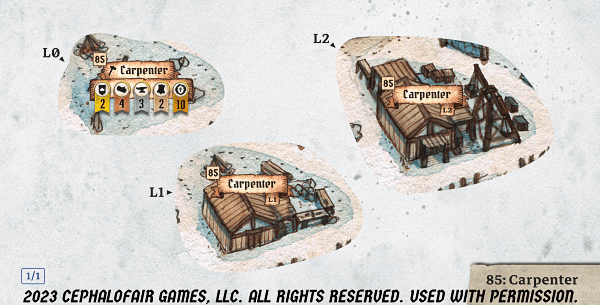 L0
85
Carpenter
2 4 3 2 10
L2
85
Carpenter
L2
L1
85
Carpenter
L1
1/1
85: Carpenter
2023 CEPHALOFAIR GAMES, LLC. ALL RIGHTS RESERVED. USED WITH PERMISSION.